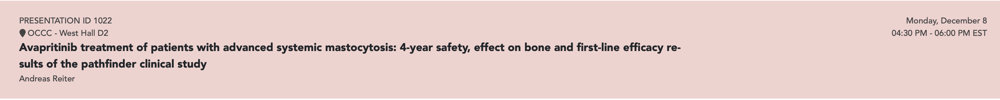 PRESENTATION ID 1022
Monday, December 8
OCCC - West Hall D2
04:30 PM - 06:00 PM EST
Avapritinib treatment of patients with advanced systemic mastocytosis: 4-year safety, effect on bone and first-line efficacy re-
sults of the pathfinder clinical study
Andreas Reiter